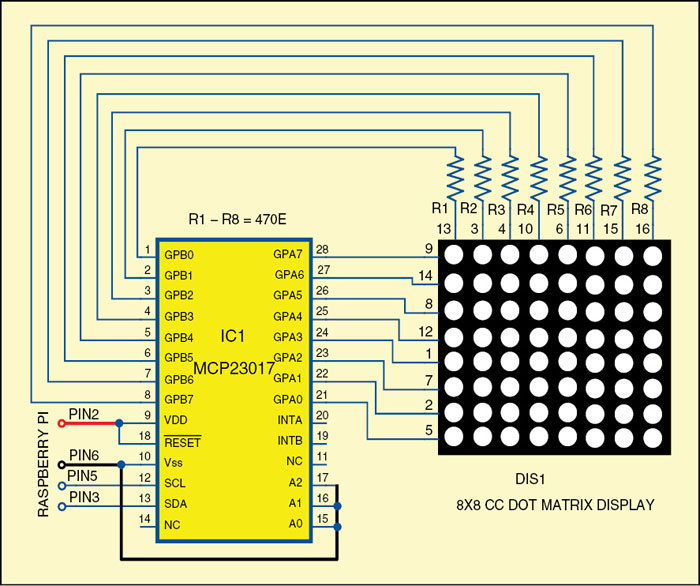 R1 R2 R3 R4 R5 R6 R7 R8
13 3 4 10 6 11 15 16
R1 – R8 = 470E
1 GPB0 GPA7 28 9
2 GPB1 GPA6 27 14
3 GPB2 GPA5 26 8
4 GPB3 GPA4 25 12
5 GPB4 GPA3 24 1
6 GPB5 GPA2 23 7
7 GPB6 GPA1 22 2
8 GPB7 GPA0 21 5
IC1
MCP23017
RASPBERRY PI
PIN2 9 VDD INTA 20
18 RESET INTB 19
PIN6 10 Vss NC 11
PIN5 12 SCL A2 17
PIN3 13 SDA A1 16
14 NC A0 15
DIS1
8X8 CC DOT MATRIX DISPLAY